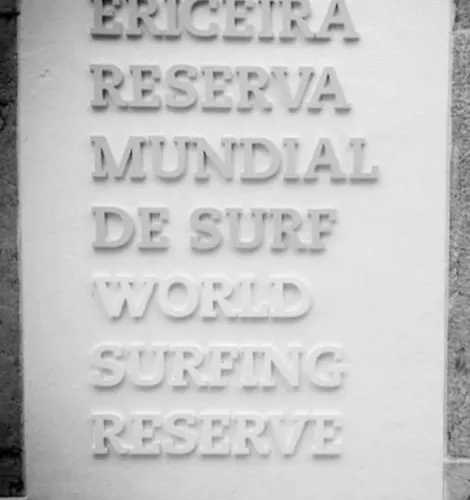 ERICEIRA
RESERVA
MUNDIAL
DE SURF
WORLD
SURFING
RESERVE